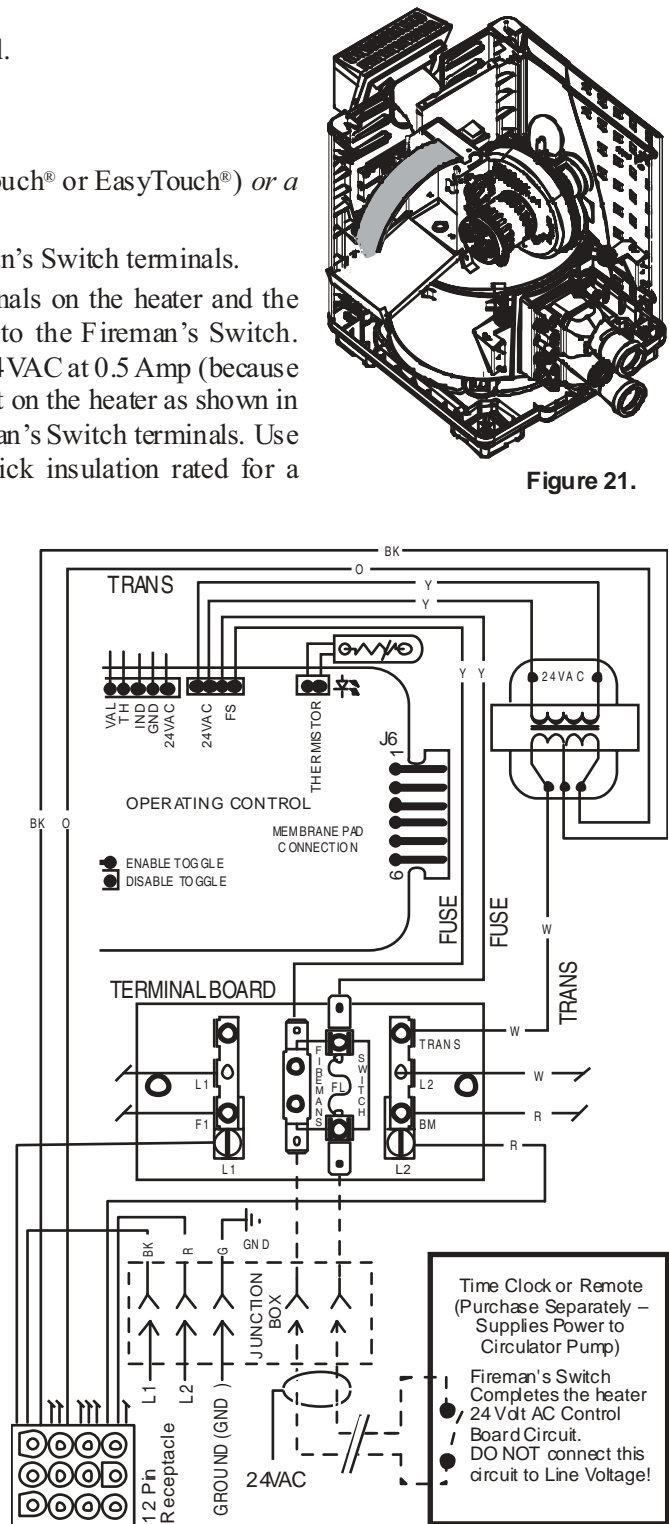 l.
ouch® or EasyTouch®) or a
an's Switch terminals.
nals on the heater and the
to the Fireman's Switch.
4 VAC at 0.5 Amp (because
t on the heater as shown in
an's Switch terminals. Use
ick insulation rated for a
Figure 21.
BK
O
TRANS
Y
Y
Y
Y
24VAC
VAL
TH
IND
GND
24VAC
24VAC
FS
THERMISTOR
J6
1
OPERATING CONTROL
MEMBRANE PAD
CONNECTION
BK
O
ENABLE TOGGLE
DISABLE TOGGLE
6
FUSE
FUSE
W
TRANS
TERMINAL BOARD
TRANS
W
L1
FIREMANS
FL
SWITCH
L2
W
F1
BM
R
L1
L2
R
BK
R
G
GND
JUNCTION
BOX
L1
L2
GROUND (GND )
24VAC
12 Pin
Receptacle
Time Clock or Remote
(Purchase Separately –
Supplies Power to
Circulator Pump)
Fireman's Switch
Completes the heater
24 Volt AC Control
Board Circuit.
DO NOT connect this
circuit to Line Voltage!